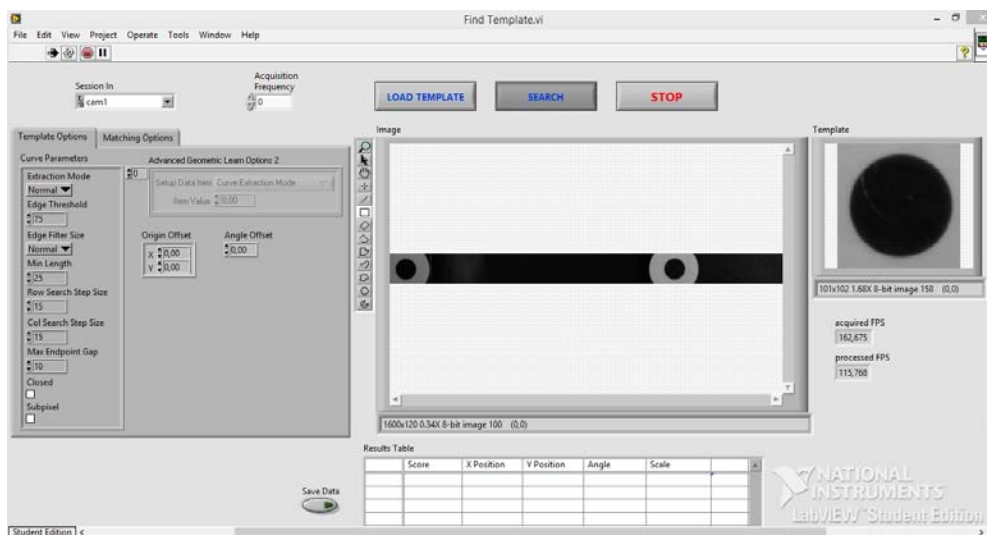 Find Template.vi
File Edit View Project Operate Tools Window Help
Session In
cam1
Acquisition
Frequency
0
LOAD TEMPLATE
SEARCH
STOP
Template Options
Matching Options
Curve Parameters
Extraction Mode
Normal
Edge Threshold
75
Edge Filter Size
Normal
Min Length
25
Row Search Step Size
15
Col Search Step Size
15
Max Endpoint Gap
10
Closed
Subpixel
Advanced Geometric Learn Options 2
0
Setup Data Item Curve Extraction Mode
Item Value 0,00
Origin Offset
X 0,00
Y 0,00
Angle Offset
0,00
Image
1600x120 0.34X 8-bit image 100 (0,0)
Template
101x102 1.68X 8-bit image 158 (0,0)
acquired FPS
162,675
processed FPS
115,768
Results Table
Score X Position Y Position Angle Scale
Save Data
NATIONAL
INSTRUMENTS
LabVIEW Student Edition
Student Edition